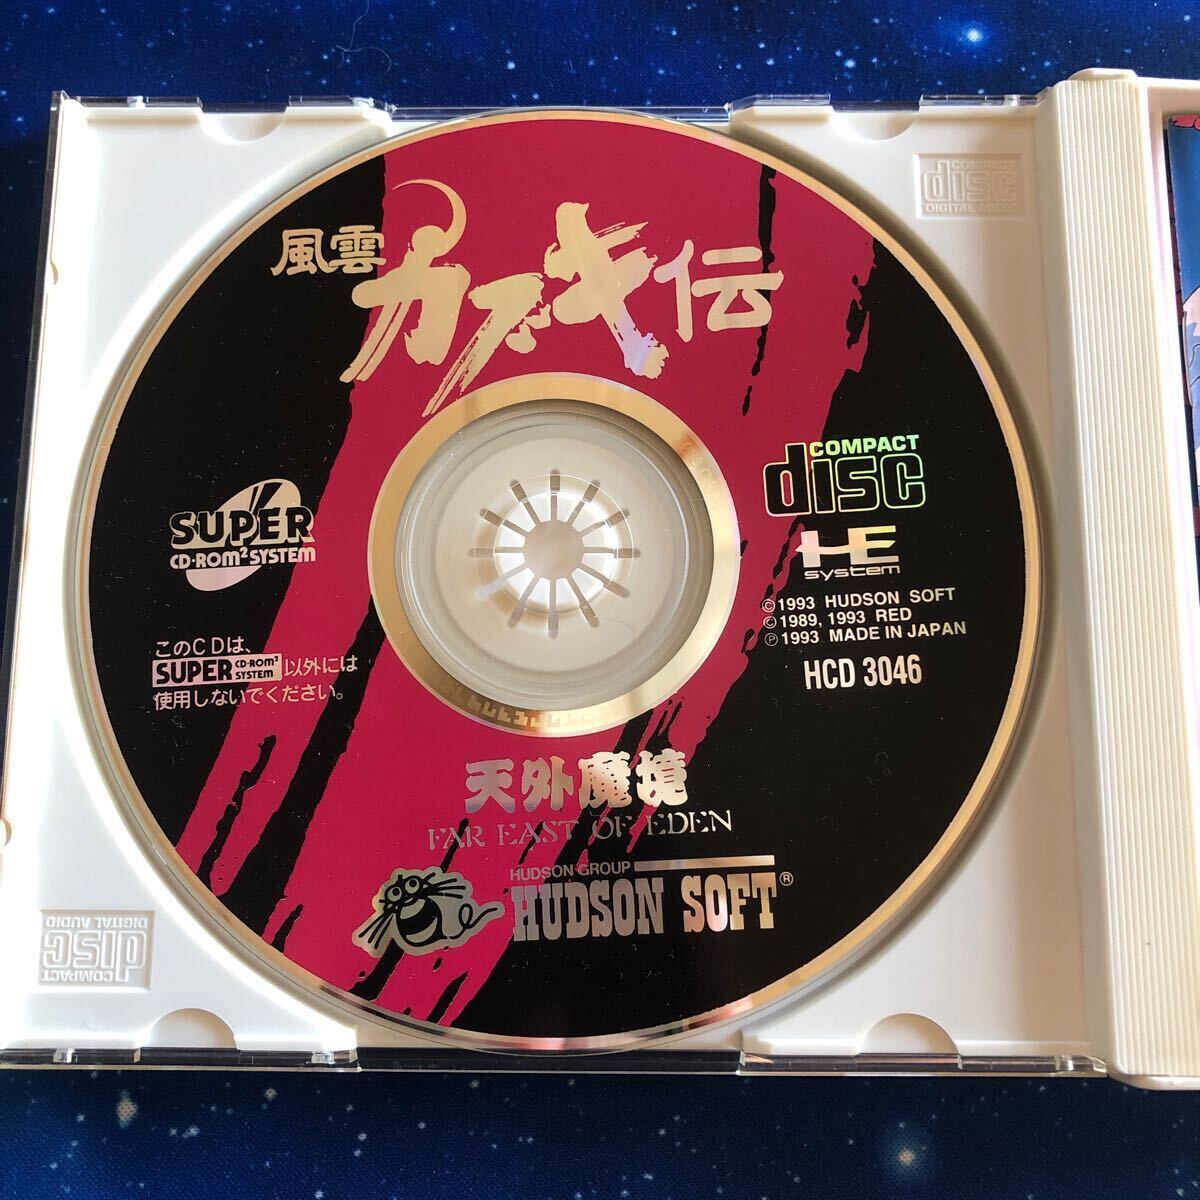 風雲カブキ伝
COMPACT
disc
DIGITAL AUDIO
COMPACT
disc
HE
system
SUPER
CD-ROM² SYSTEM
©1993 HUDSON SOFT
©1989, 1993 RED
℗1993 MADE IN JAPAN
HCD 3046
このCDは、
SUPER CD-ROM² SYSTEM 以外には
使用しないでください。
天外魔境
FAR EAST OF EDEN
HUDSON GROUP
HUDSON SOFT®
COMPACT
disc
DIGITAL AUDIO